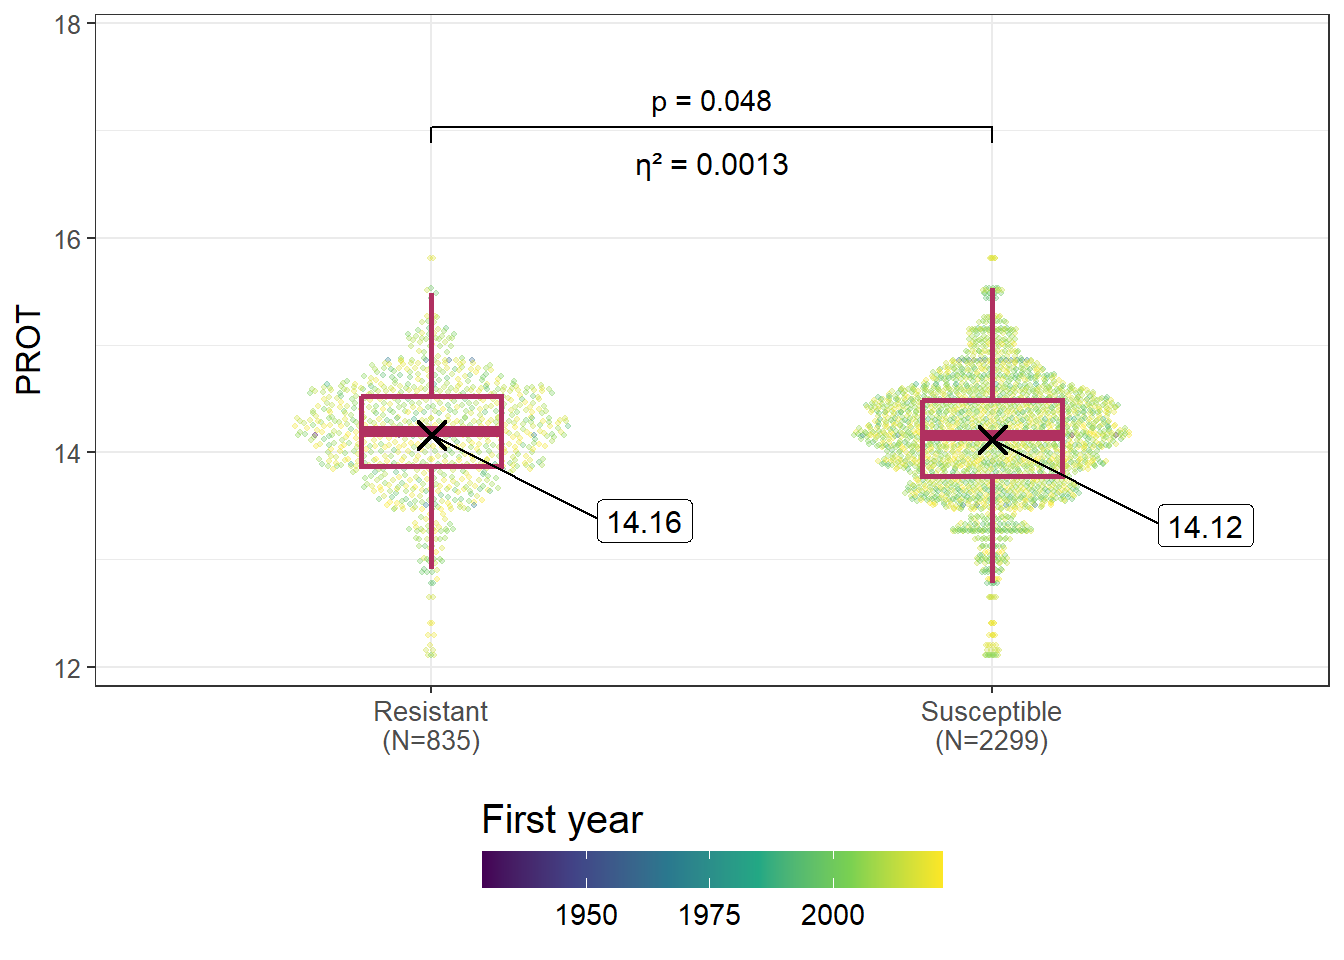 18
p = 0.048
η² = 0.0013
16
PROT
14
14.16
14.12
12
Resistant
(N=835)
Susceptible
(N=2299)
First year
1950
1975
2000